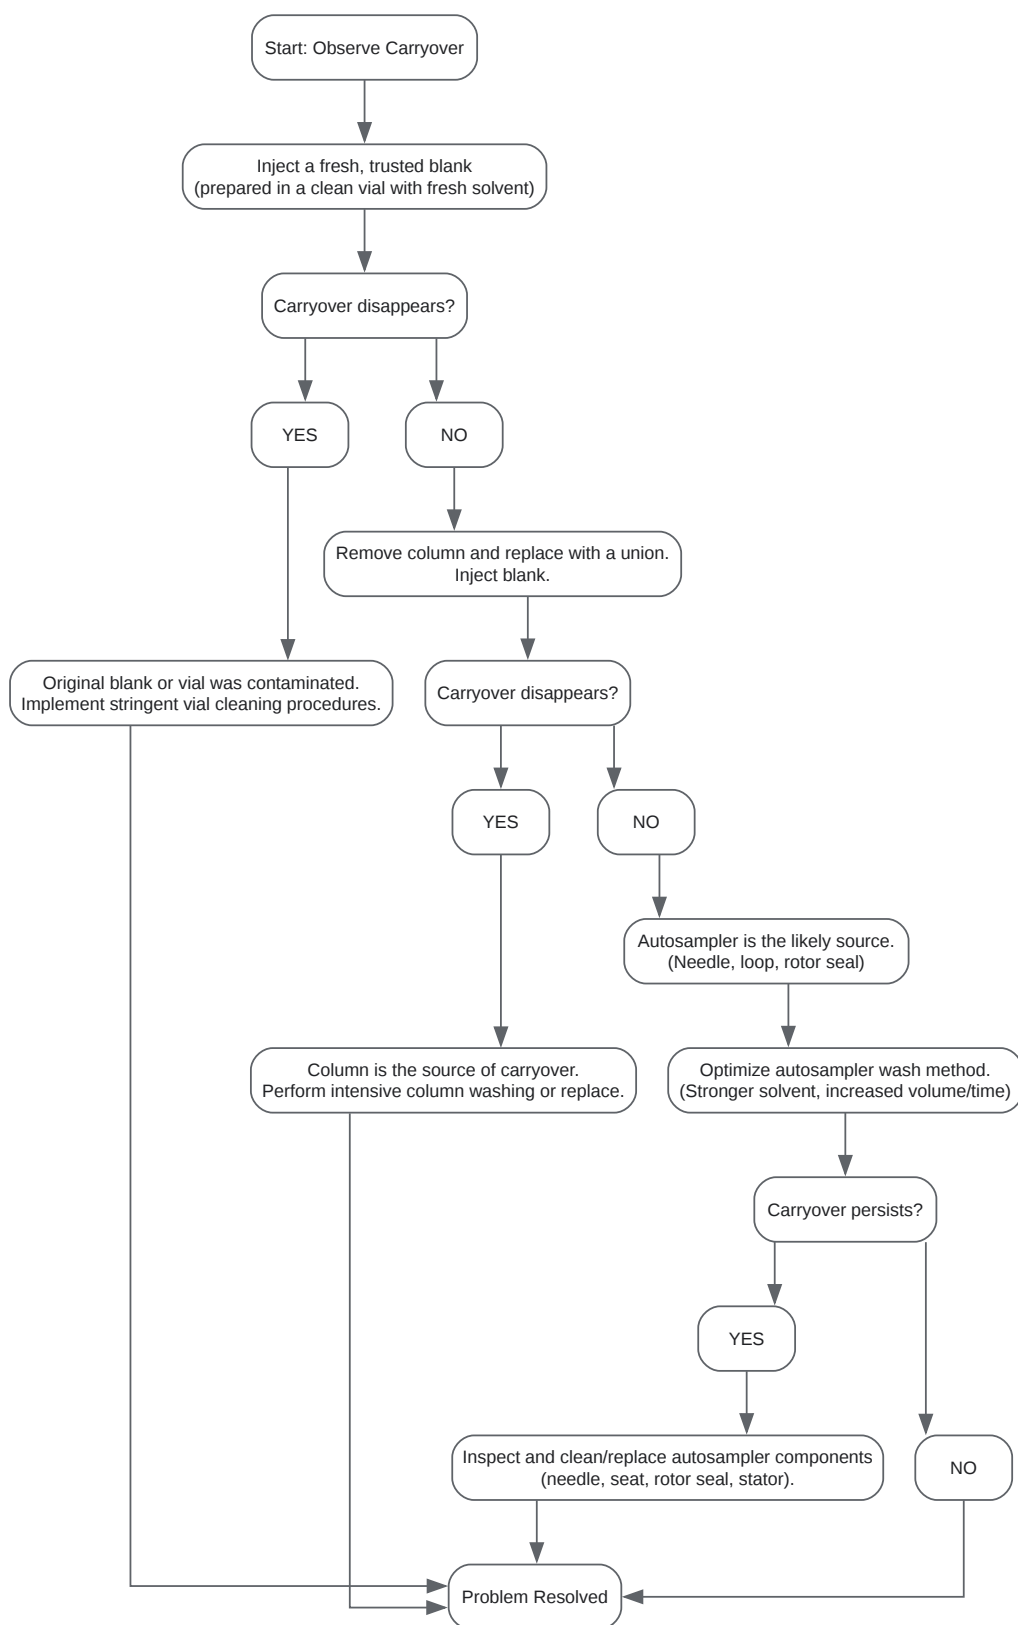 Start: Observe Carryover
Inject a fresh, trusted blank
(prepared in a clean vial with fresh solvent)
Carryover disappears?
YES
NO
Remove column and replace with a union.
Inject blank.
Original blank or vial was contaminated.
Implement stringent vial cleaning procedures.
Carryover disappears?
YES
NO
Autosampler is the likely source.
(Needle, loop, rotor seal)
Column is the source of carryover.
Perform intensive column washing or replace.
Optimize autosampler wash method.
(Stronger solvent, increased volume/time)
Carryover persists?
YES
Inspect and clean/replace autosampler components
(needle, seat, rotor seal, stator).
NO
Problem Resolved